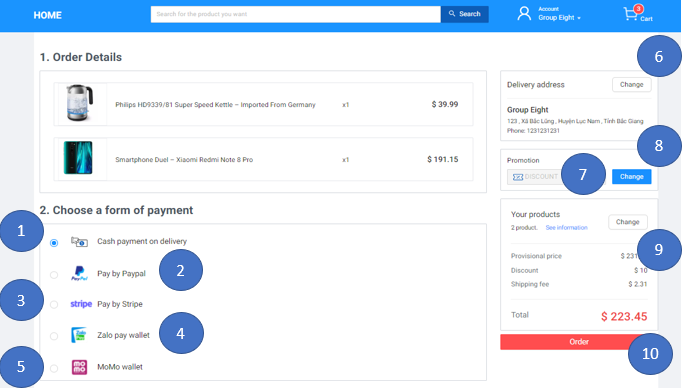 HOME
Search for the product you want
Search
Account
Group Eight
3
Cart
1. Order Details
Philips HD9339/81 Super Speed Kettle – Imported From Germany x1 $ 39.99
Smartphone Duel – Xiaomi Redmi Note 8 Pro x1 $ 191.15
2. Choose a form of payment
1
Cash payment on delivery
PayPal
Pay by Paypal
2
3
stripe
Pay by Stripe
Zalo pay wallet
4
5
mo
mo
MoMo wallet
6
Delivery address
Change
Group Eight
123 , Xã Bắc Lũng , Huyện Lục Nam , Tỉnh Bắc Giang
Phone: 1231231231
8
Promotion
DISCOUNT
7
Change
Your products
2 product. See information
Change
9
Provisional price $ 231
Discount $ 10
Shipping fee $ 2.31
Total $ 223.45
Order
10